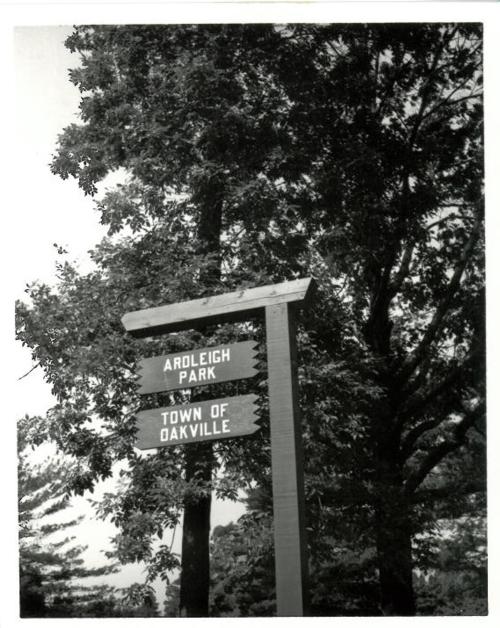 ARDLEIGH
PARK
TOWN OF
OAKVILLE